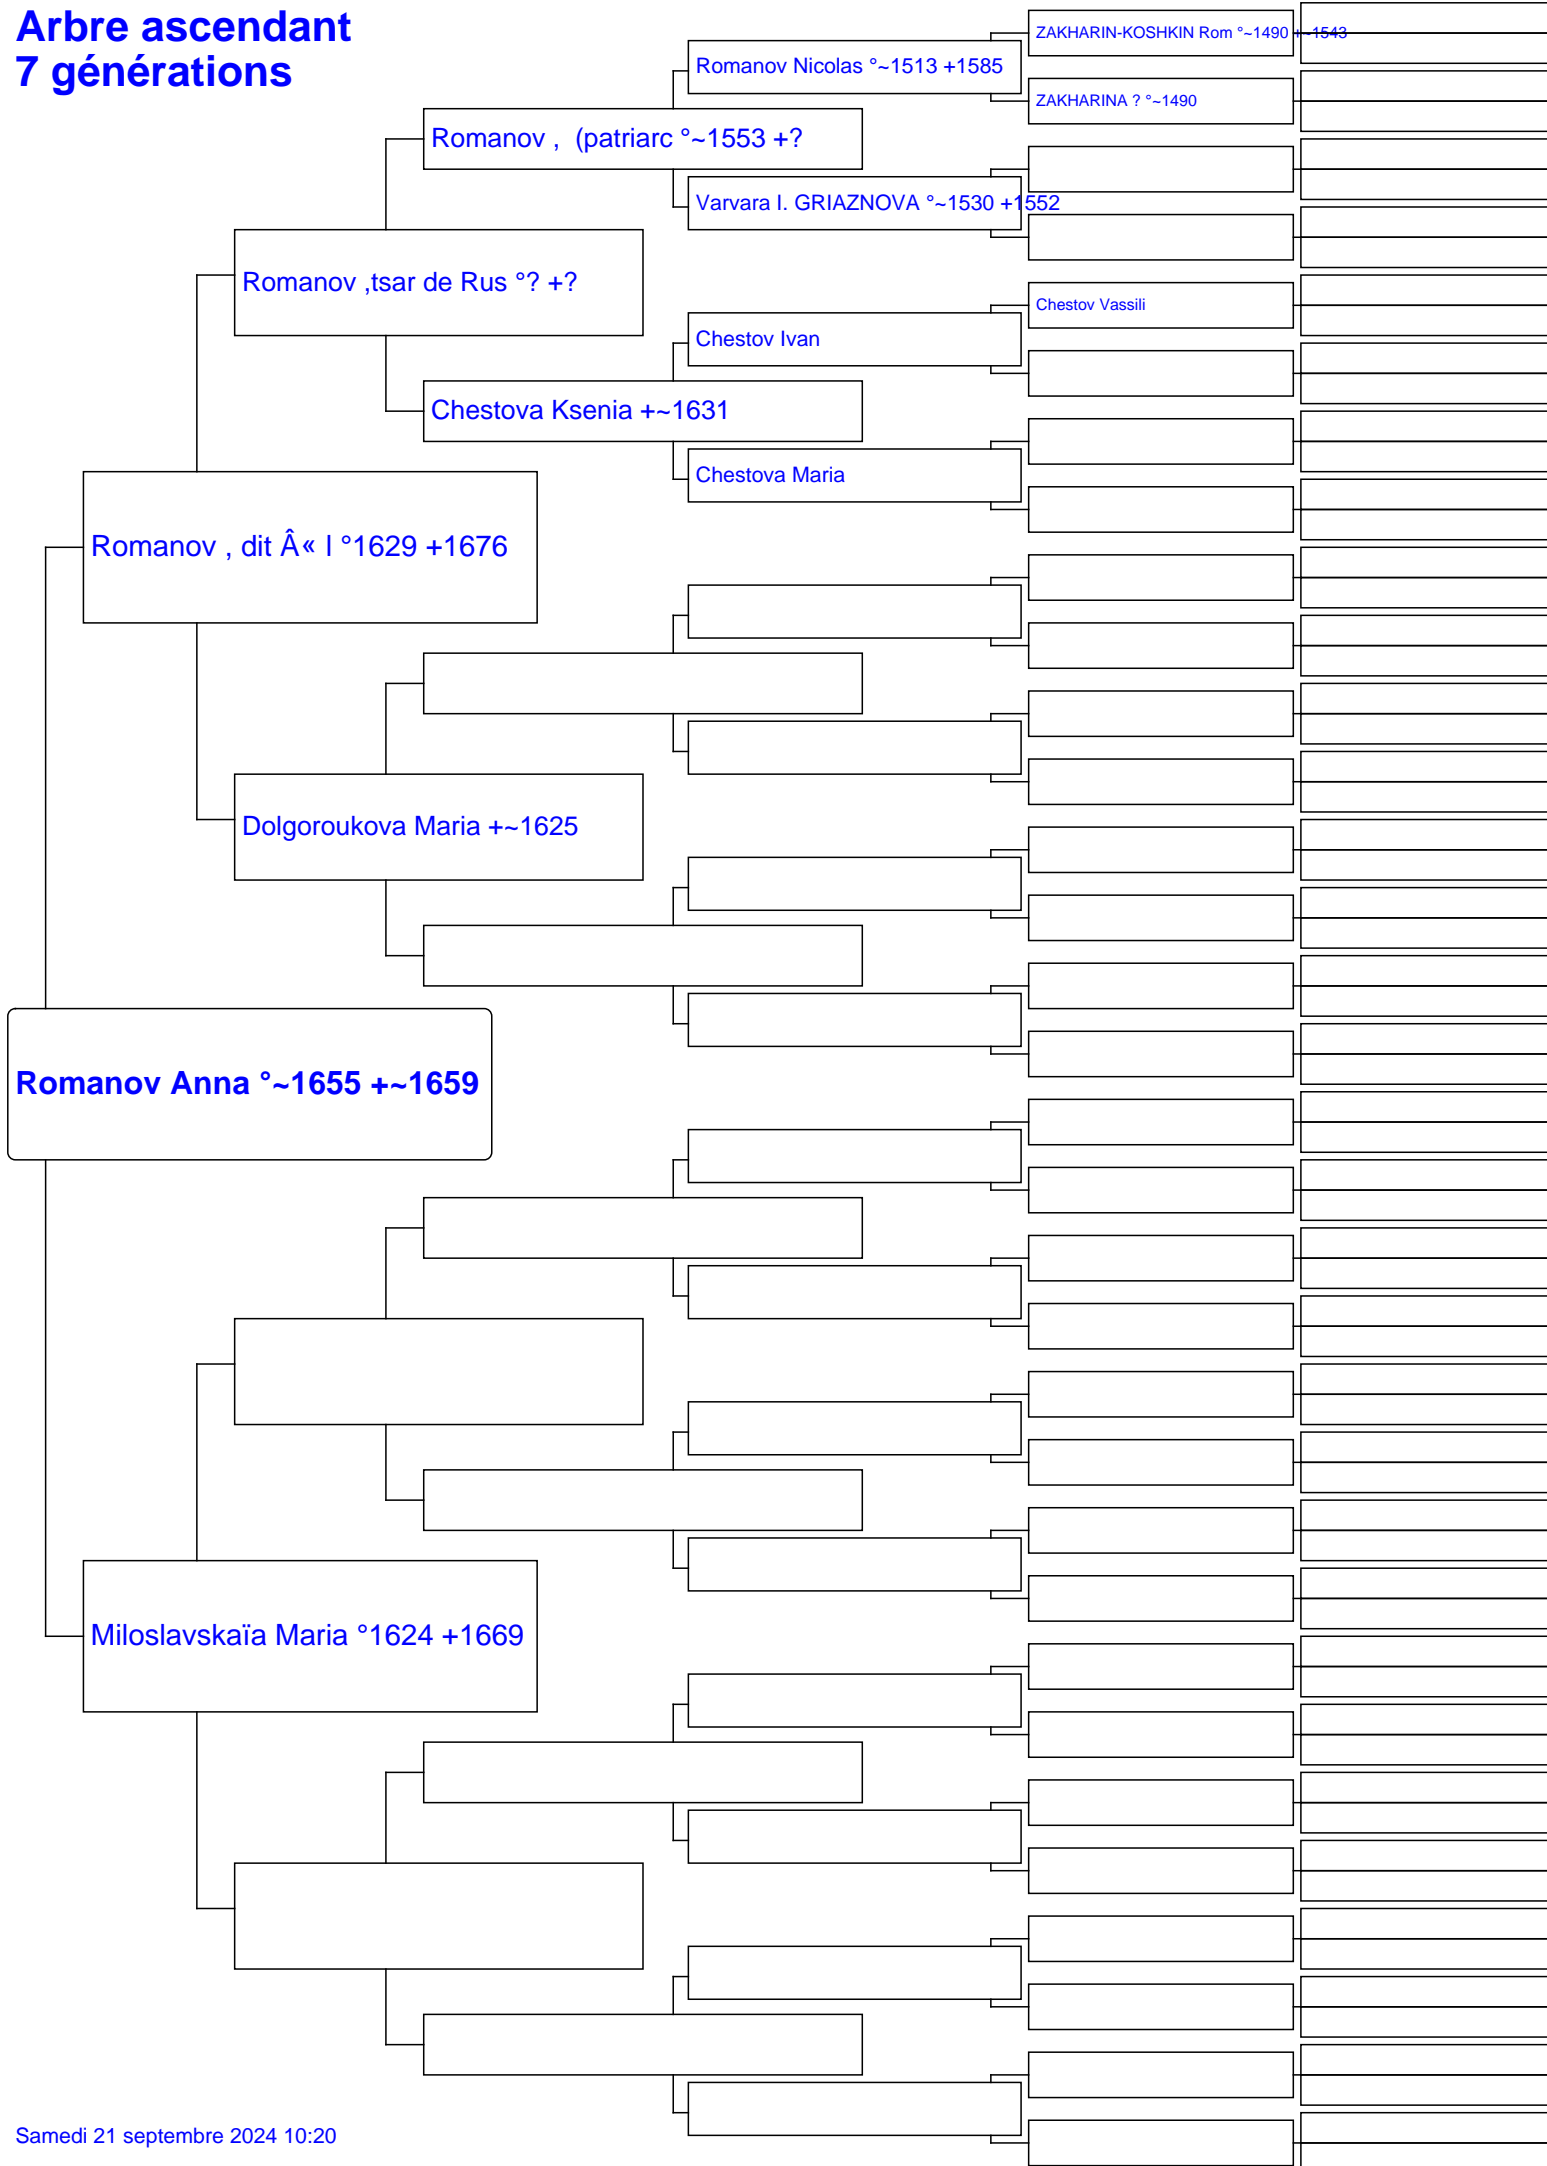 Arbre ascendant
7 générations
ZAKHARIN-KOSHKIN Rom °~1490 +~1543
Romanov Nicolas °~1513 +1585
ZAKHARINA ? °~1490
Romanov ,  (patriarc °~1553 +?
Varvara I. GRIAZNOVA °~1530 +1552
Romanov ,tsar de Rus °? +?
Chestov Vassili
Chestov Ivan
Chestova Ksenia +~1631
Chestova Maria
Romanov , dit Â« l °1629 +1676
Dolgoroukova Maria +~1625
Romanov Anna °~1655 +~1659
Miloslavskaïa Maria °1624 +1669
Samedi 21 septembre 2024 10:20